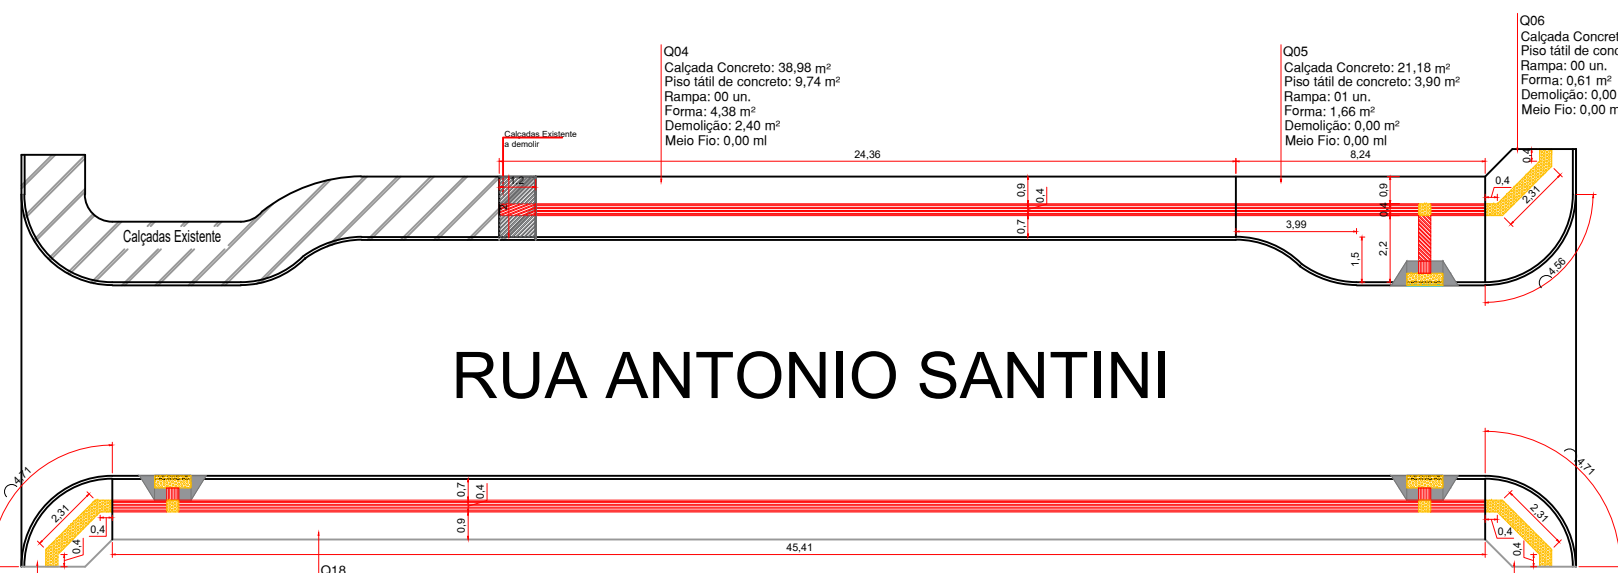 Q06
Calçada Concret
Piso tátil de conc
Rampa: 00 un.
Forma: 0,61 m²
Demolição: 0,00
Meio Fio: 0,00 m
Q04
Calçada Concreto: 38,98 m²
Piso tátil de concreto: 9,74 m²
Rampa: 00 un.
Forma: 4,38 m²
Demolição: 2,40 m²
Meio Fio: 0,00 ml
Q05
Calçada Concreto: 21,18 m²
Piso tátil de concreto: 3,90 m²
Rampa: 01 un.
Forma: 1,66 m²
Demolição: 0,00 m²
Meio Fio: 0,00 ml
Calçadas Existente
a demolir
24,36
8,24
1,2
2
0,9
0,4
0,7
0,9
0,4
2,2
3,99
1,5
0,4
0,4
2,31
4,56
Calçadas Existente
RUA ANTONIO SANTINI
4,71
2,31
0,4
0,4
0,7
0,4
0,9
45,41
4,71
2,31
0,4
0,4
Q18